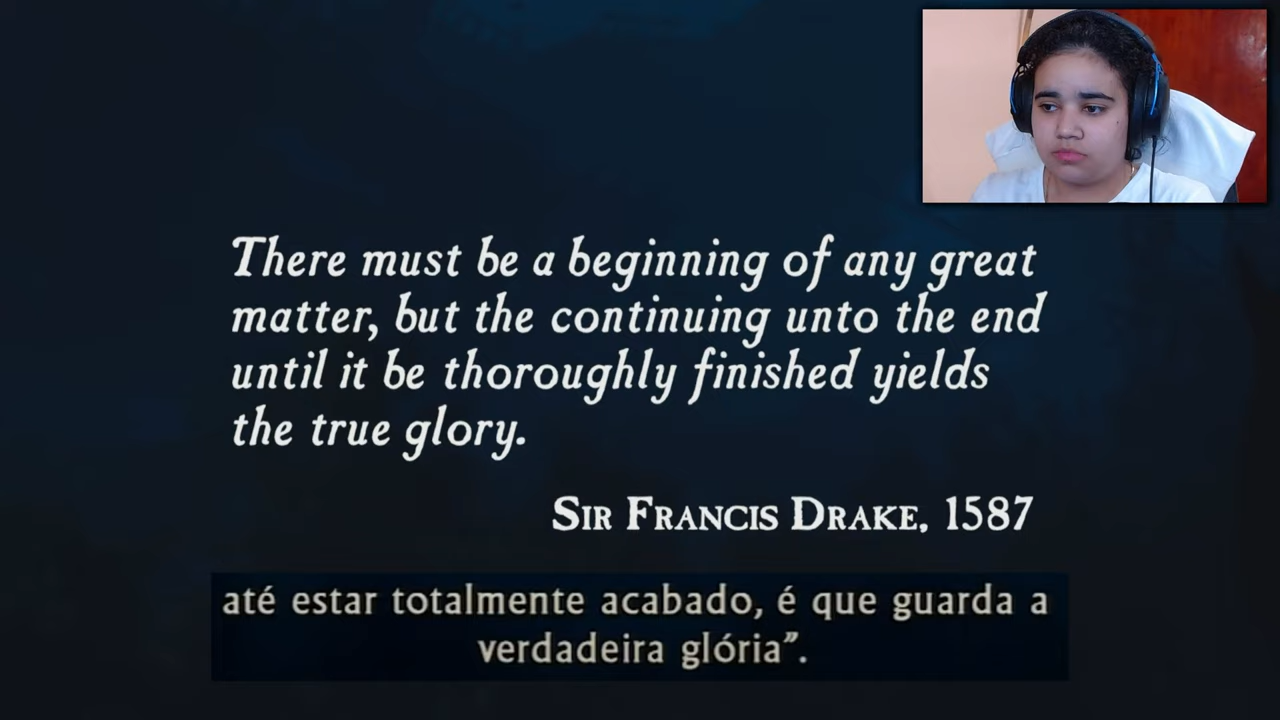 There must be a beginning of any great
matter, but the continuing unto the end
until it be thoroughly finished yields
the true glory.
SIR FRANCIS DRAKE, 1587
até estar totalmente acabado, é que guarda a
verdadeira glória”.